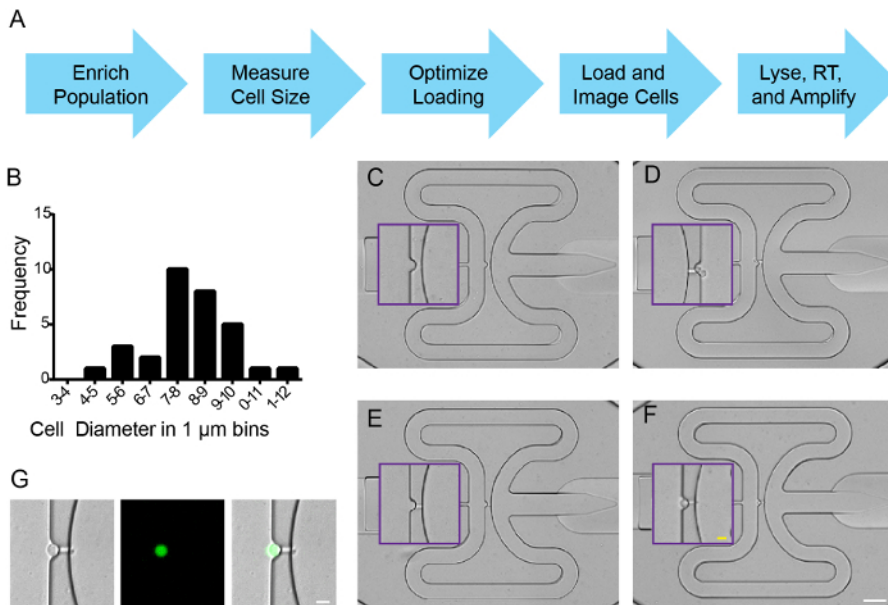 A
Enrich
Population
Measure
Cell Size
Optimize
Loading
Load and
Image Cells
Lyse, RT,
and Amplify
B
15
10
5
0
Frequency
3-4
4-5
5-6
6-7
7-8
8-9
9-10
0-11
1-12
Cell Diameter in 1 µm bins
C
D
E
F
G